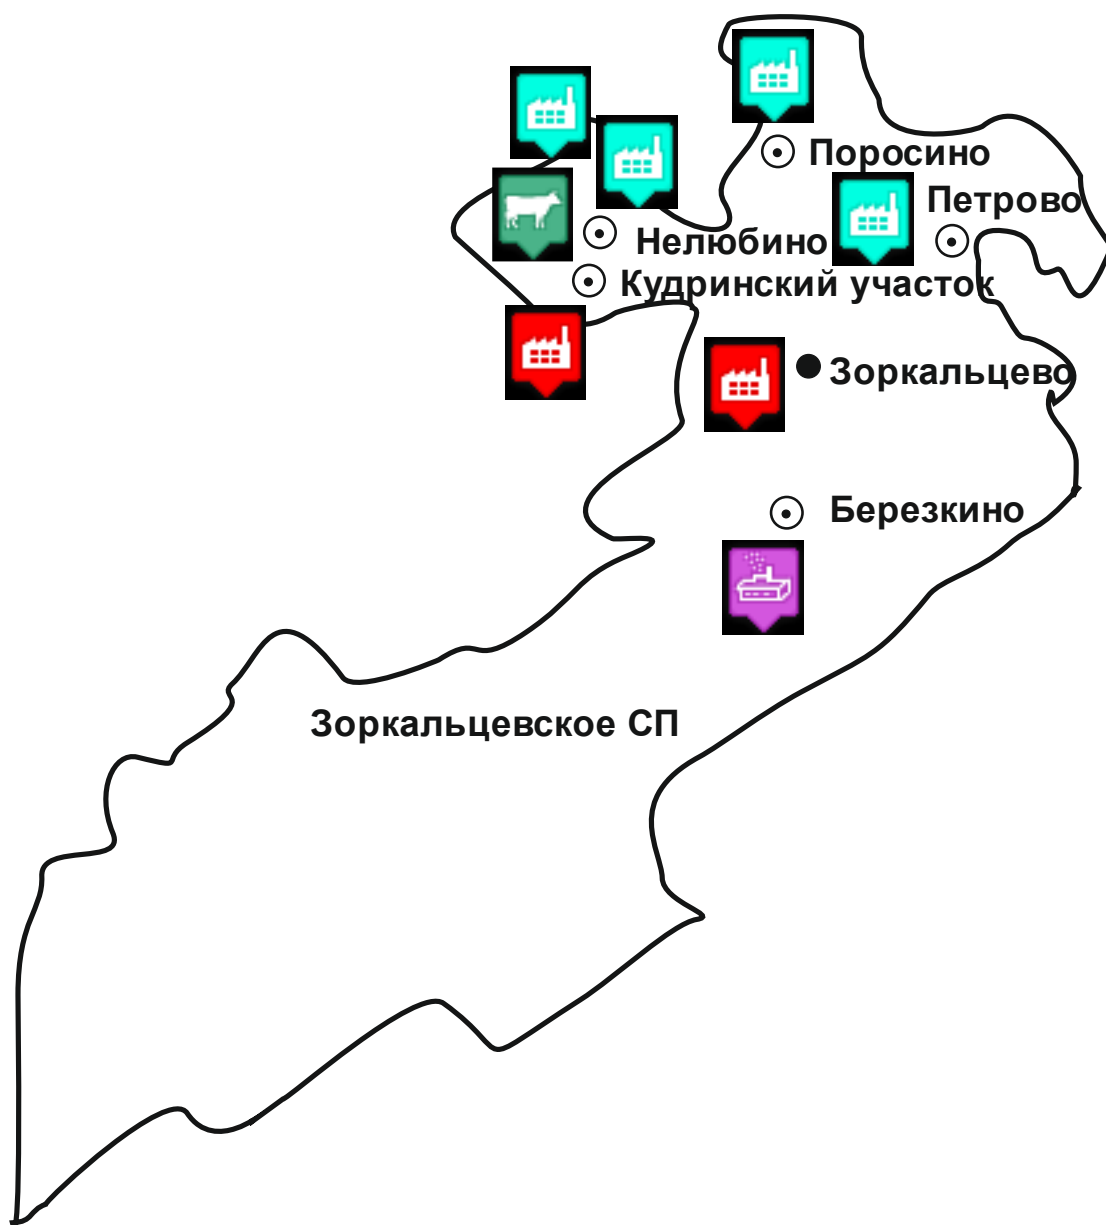 Поросино
Петрово
Нелюбино
Кудринский участок
Зоркальцево
Березкино
Зоркальцевское СП